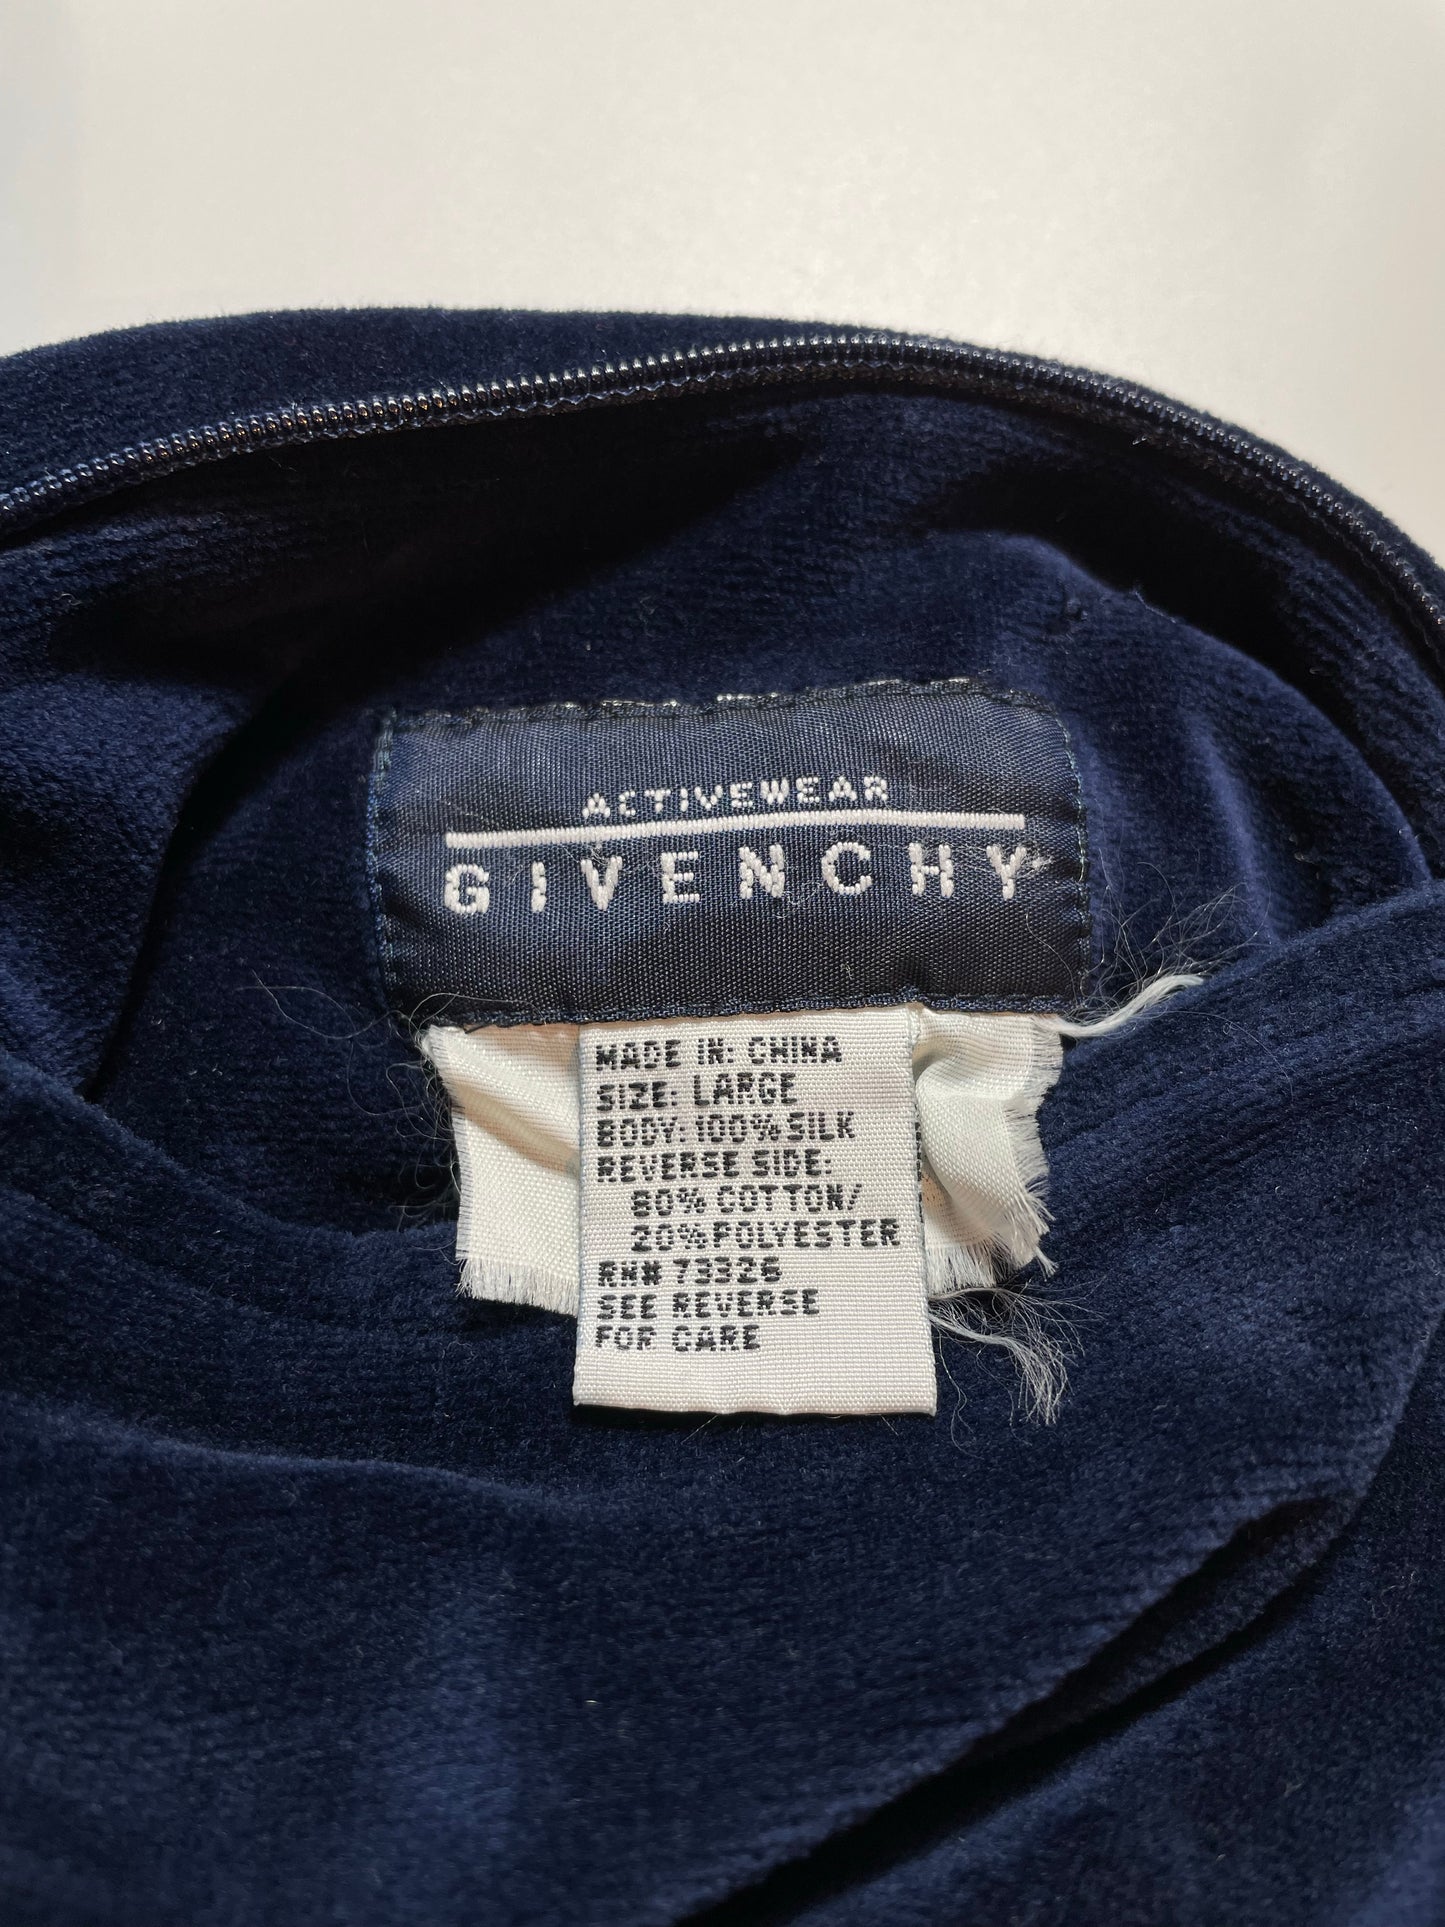 ACTIVEWEAR
GIVENCHY
MADE IN: CHINA
SIZE: LARGE
BODY: 100% SILK
REVERSE SIDE:
80% COTTON/
20% POLYESTER
RN# 73326
SEE REVERSE
FOR CARE